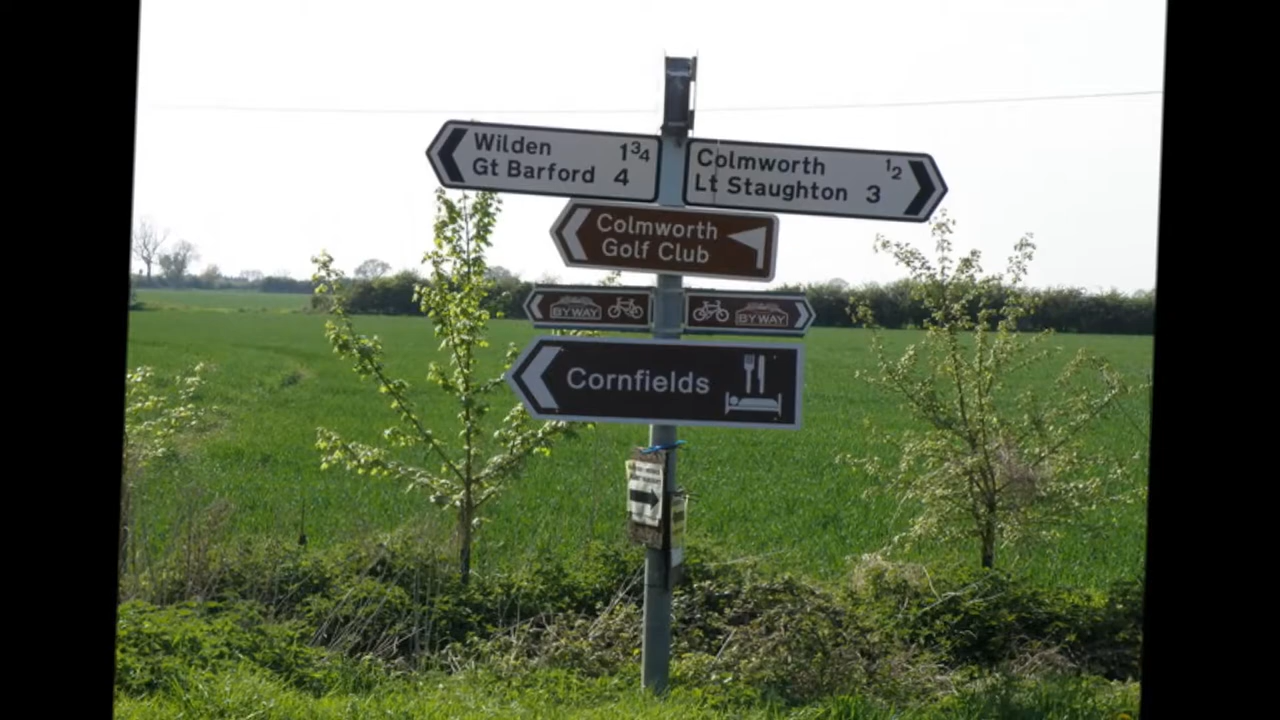 Wilden 1¾
Gt Barford 4
Colmworth ½
Lt Staughton 3
Colmworth
Golf Club
BYWAY
BYWAY
Cornfields